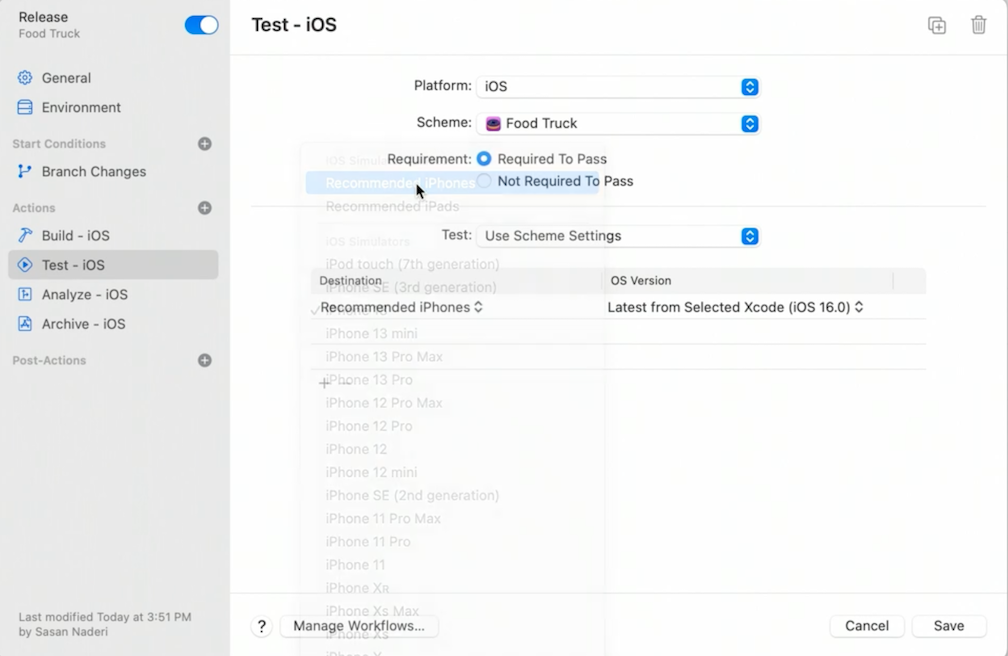 Release
Food Truck
General
Environment
Start Conditions
Branch Changes
Actions
Build - iOS
Test - iOS
Analyze - iOS
Archive - iOS
Post-Actions
Last modified Today at 3:51 PM
by Sasan Naderi
Test - iOS
Platform: iOS
Scheme: Food Truck
Requirement: Required To Pass
Not Required To Pass
Test: Use Scheme Settings
Destination OS Version
Recommended iPhones Latest from Selected Xcode (iOS 16.0)
+ −
Recommended iPhones
Recommended iPads
iOS Simulators
iPod touch (7th generation)
iPhone SE (3rd generation)
iPhone 13 mini
iPhone 13 Pro Max
iPhone 13 Pro
iPhone 12 Pro Max
iPhone 12 Pro
iPhone 12
iPhone 12 mini
iPhone SE (2nd generation)
iPhone 11 Pro Max
iPhone 11 Pro
iPhone 11
iPhone XR
iPhone Xs Max
iPhone Xs
? Manage Workflows... Cancel Save